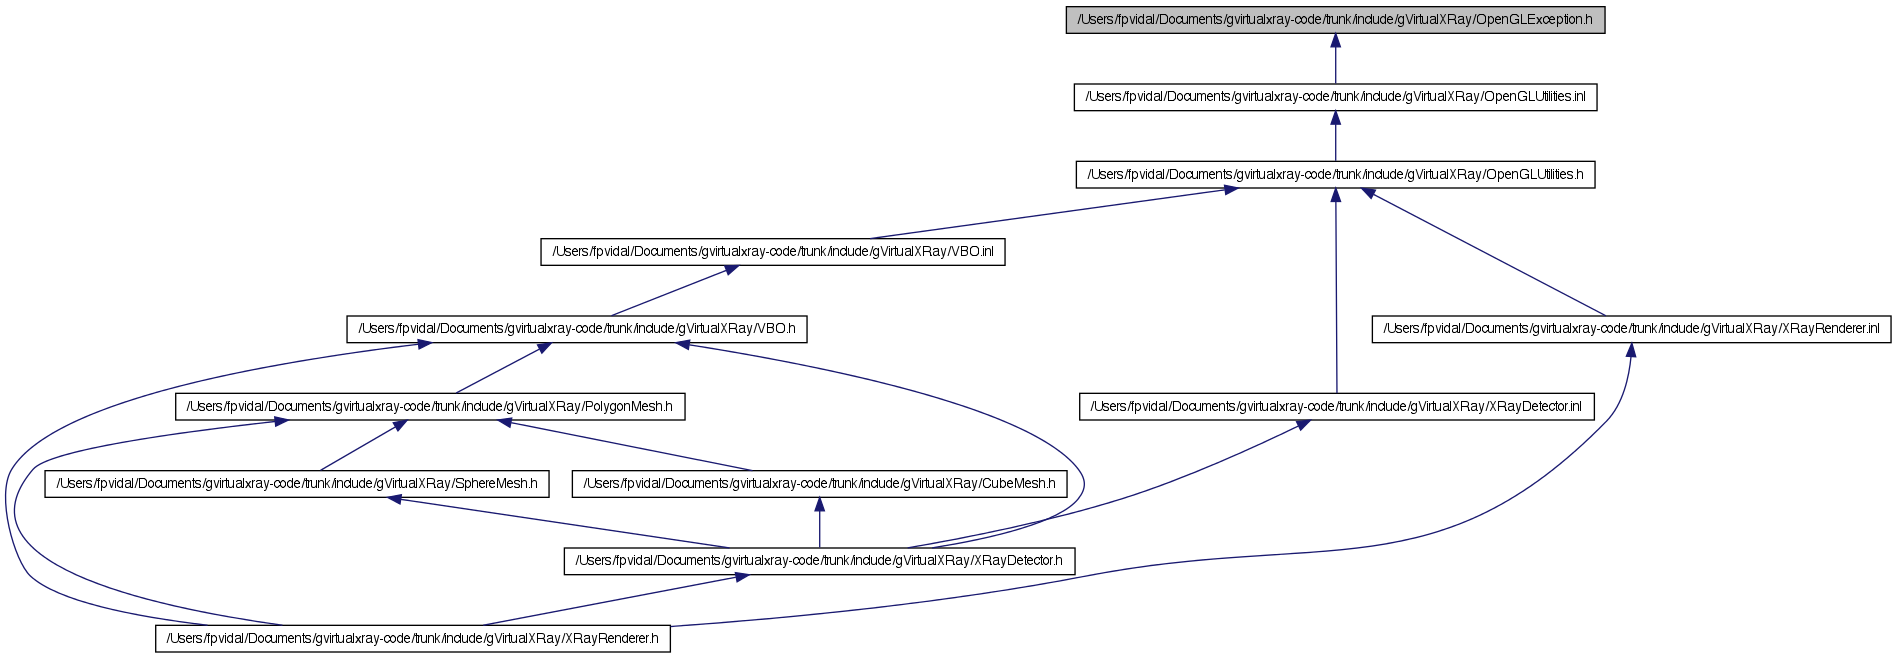 /Users/fpvidal/Documents/gvirtualxray-code/trunk/include/gVirtualXRay/OpenGLException.h
/Users/fpvidal/Documents/gvirtualxray-code/trunk/include/gVirtualXRay/OpenGLUtilities.inl
/Users/fpvidal/Documents/gvirtualxray-code/trunk/include/gVirtualXRay/OpenGLUtilities.h
/Users/fpvidal/Documents/gvirtualxray-code/trunk/include/gVirtualXRay/VBO.inl
/Users/fpvidal/Documents/gvirtualxray-code/trunk/include/gVirtualXRay/VBO.h
/Users/fpvidal/Documents/gvirtualxray-code/trunk/include/gVirtualXRay/XRayRenderer.inl
/Users/fpvidal/Documents/gvirtualxray-code/trunk/include/gVirtualXRay/PolygonMesh.h
/Users/fpvidal/Documents/gvirtualxray-code/trunk/include/gVirtualXRay/XRayDetector.inl
/Users/fpvidal/Documents/gvirtualxray-code/trunk/include/gVirtualXRay/SphereMesh.h
/Users/fpvidal/Documents/gvirtualxray-code/trunk/include/gVirtualXRay/CubeMesh.h
/Users/fpvidal/Documents/gvirtualxray-code/trunk/include/gVirtualXRay/XRayDetector.h
/Users/fpvidal/Documents/gvirtualxray-code/trunk/include/gVirtualXRay/XRayRenderer.h